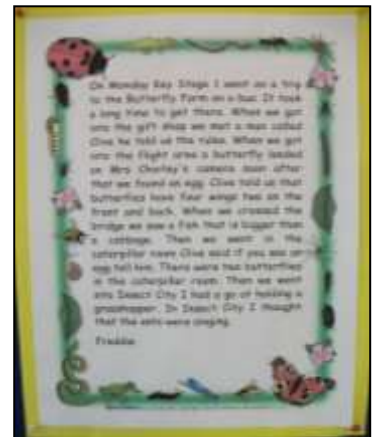 On Monday Key Stage 1 went on a trip
to the Butterfly Farm on a bus. It took
a long time to get there. When we got
into the gift shop we met a man called
Clive he told us the rules. When we got
into the flight area a butterfly landed
on Mrs Chorley's camera soon after
that we found an egg. Clive told us that
butterflies have four wings two on the
front and back. When we crossed the
bridge we saw a fish that is bigger than
a cabbage. Then we went in the
caterpillar room Clive said if you see an
egg tell him. There were two butterflies
in the caterpillar room. Then we went
into Insect City I had a go at holding a
grasshopper. In Insect City I thought
that the ants were singing.
Freddie